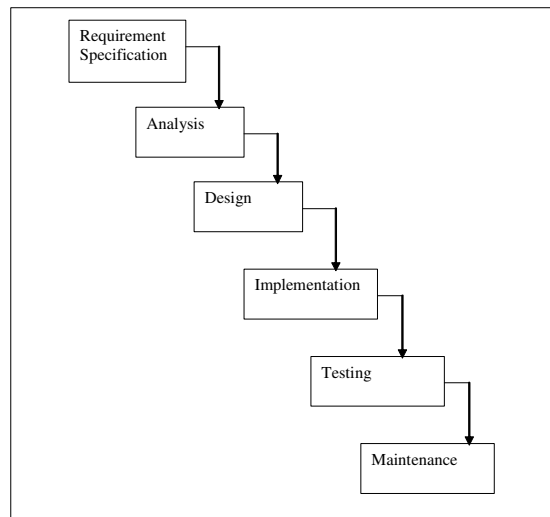 Requirement
Specification
Analysis
Design
Implementation
Testing
Maintenance